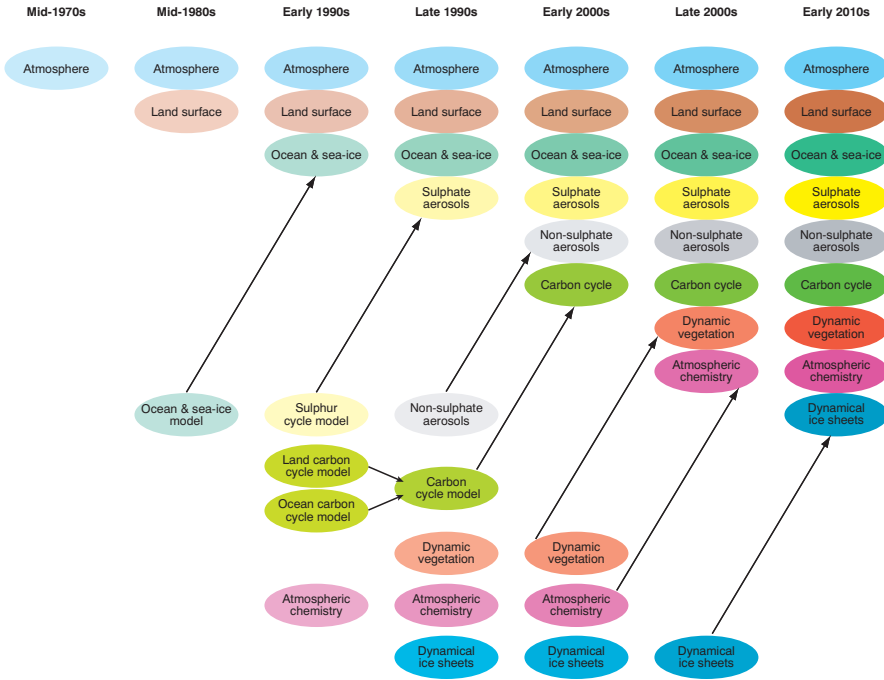 Mid-1970s
Mid-1980s
Early 1990s
Late 1990s
Early 2000s
Late 2000s
Early 2010s
Atmosphere
Atmosphere
Atmosphere
Atmosphere
Atmosphere
Atmosphere
Atmosphere
Land surface
Land surface
Land surface
Land surface
Land surface
Land surface
Ocean & sea-ice
Ocean & sea-ice
Ocean & sea-ice
Ocean & sea-ice
Ocean & sea-ice
Sulphate
aerosols
Sulphate
aerosols
Sulphate
aerosols
Sulphate
aerosols
Non-sulphate
aerosols
Non-sulphate
aerosols
Non-sulphate
aerosols
Carbon cycle
Carbon cycle
Carbon cycle
Dynamic
vegetation
Dynamic
vegetation
Atmospheric
chemistry
Atmospheric
chemistry
Ocean & sea-ice
model
Sulphur
cycle model
Non-sulphate
aerosols
Dynamical
ice sheets
Land carbon
cycle model
Carbon
cycle model
Ocean carbon
cycle model
Dynamic
vegetation
Dynamic
vegetation
Atmospheric
chemistry
Atmospheric
chemistry
Atmospheric
chemistry
Dynamical
ice sheets
Dynamical
ice sheets
Dynamical
ice sheets